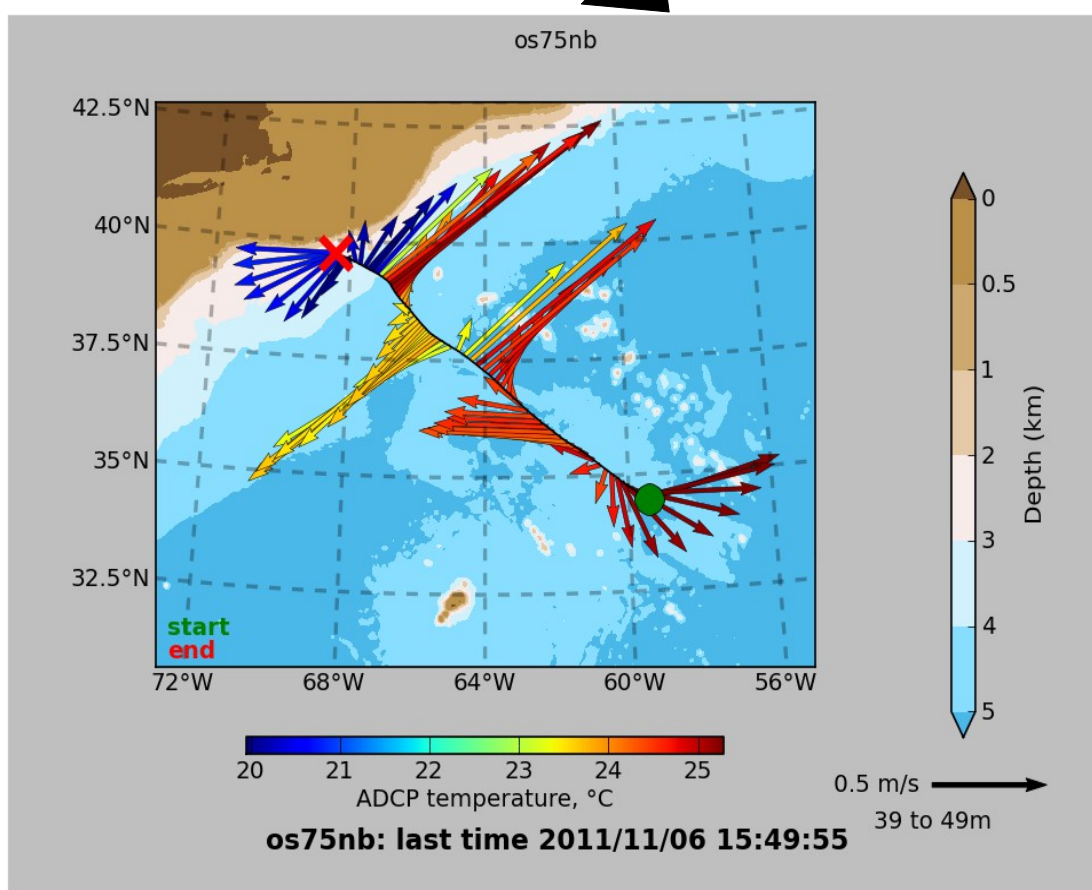 os75nb
42.5°N
40°N
37.5°N
35°N
32.5°N
start
end
72°W 68°W 64°W 60°W 56°W
0
0.5
1
2
3
4
5
Depth (km)
20 21 22 23 24 25
ADCP temperature, °C
0.5 m/s
39 to 49m
os75nb: last time 2011/11/06 15:49:55